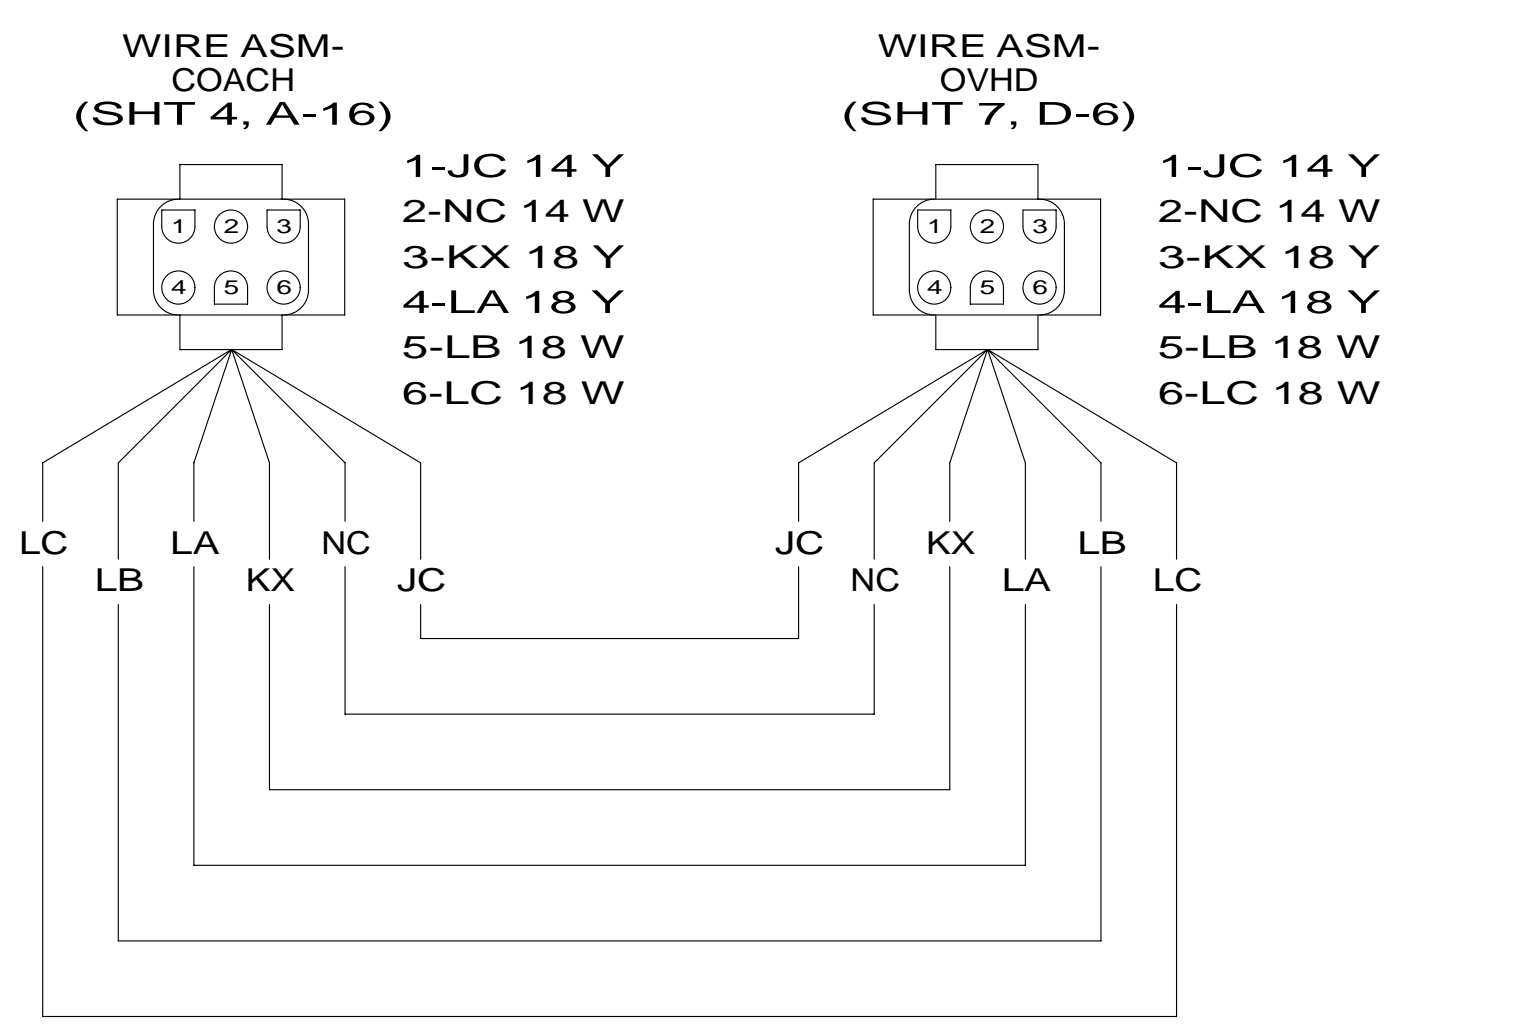 WIRE ASM-
COACH
(SHT 4, A-16)
1 2 3
4 5 6
1-JC 14 Y
2-NC 14 W
3-KX 18 Y
4-LA 18 Y
5-LB 18 W
6-LC 18 W
WIRE ASM-
OVHD
(SHT 7, D-6)
1 2 3
4 5 6
1-JC 14 Y
2-NC 14 W
3-KX 18 Y
4-LA 18 Y
5-LB 18 W
6-LC 18 W
LC LA NC JC KX LB
LB KX JC NC LA LC